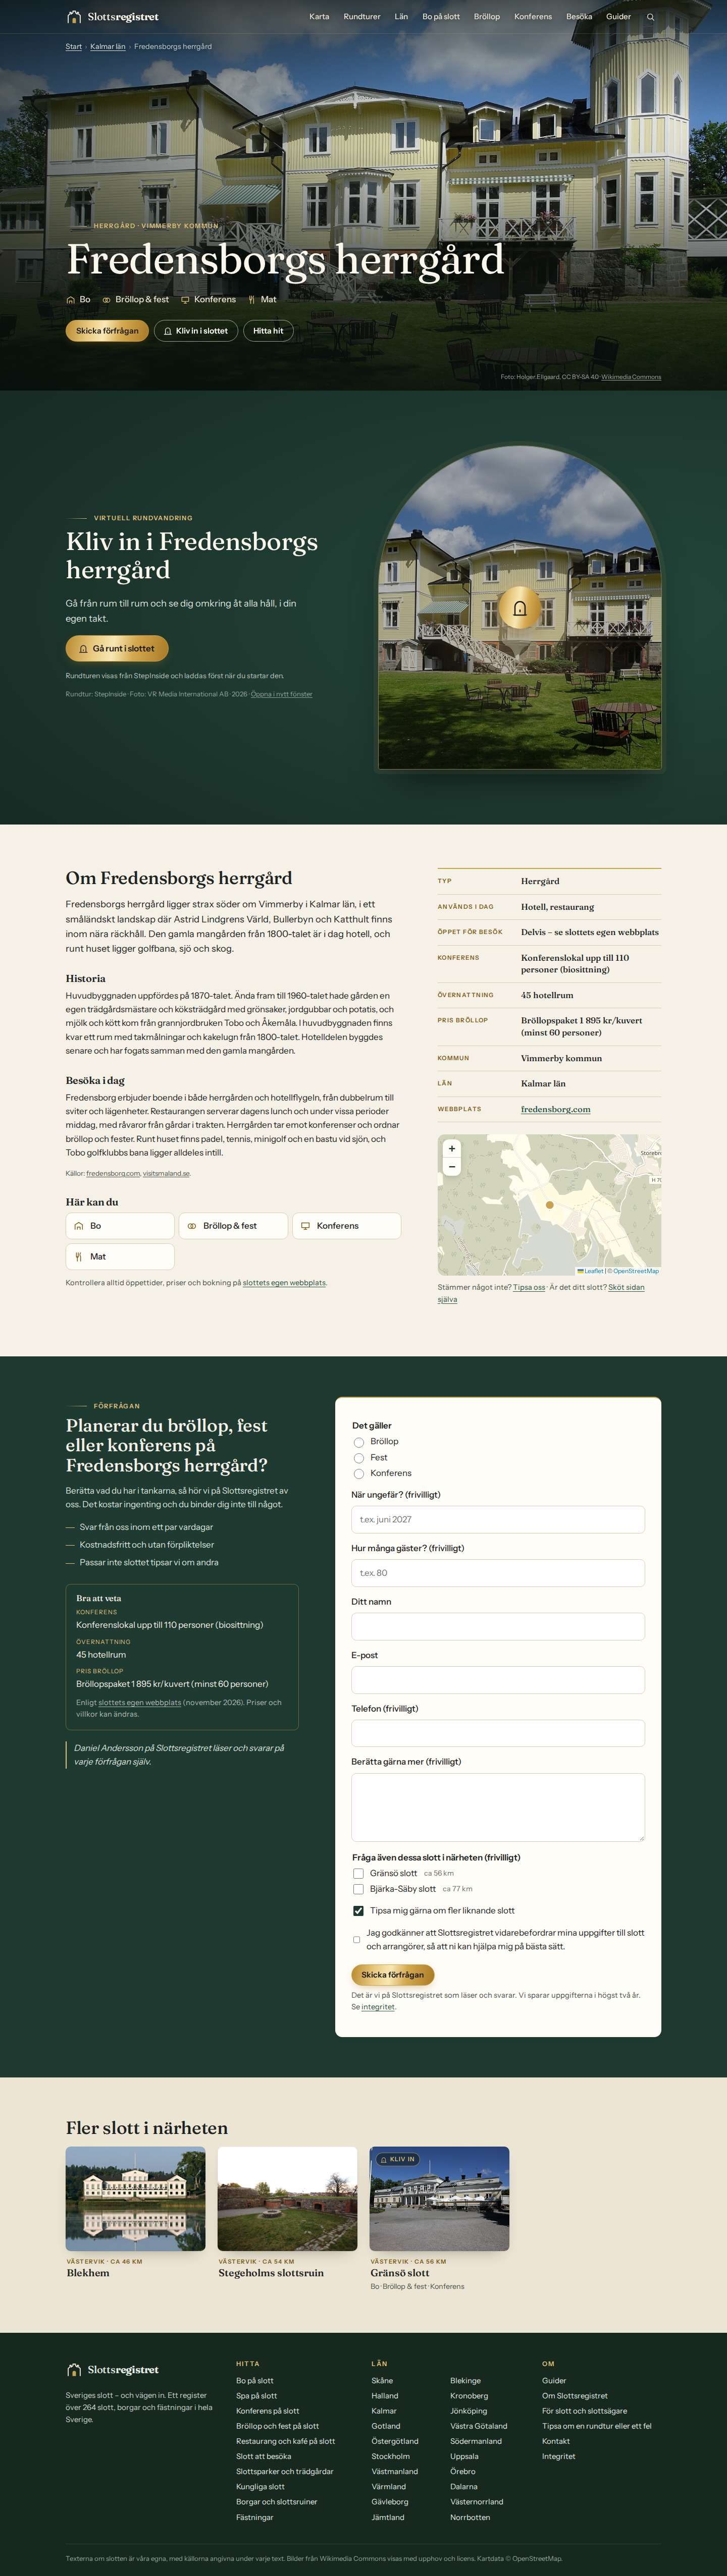 Slottsregistret
Karta Rundturer Län Bo på slott Bröllop Konferens Besöka Guider
Start › Kalmar län › Fredensborgs herrgård
HERRGÅRD · VIMMERBY KOMMUN
Fredensborgs herrgård
Bo Bröllop & fest Konferens Mat
Skicka förfrågan Kliv in i slottet Hitta hit
Foto: Holger.Ellgaard, CC BY-SA 4.0 · Wikimedia Commons
VIRTUELL RUNDVANDRING
Kliv in i Fredensborgs
herrgård
Gå från rum till rum och se dig omkring åt alla håll, i din
egen takt.
Gå runt i slottet
Rundturen visas från StepInside och laddas först när du startar den.
Rundtur: StepInside · Foto: VR Media International AB 2026 · Öppna i nytt fönster
Om Fredensborgs herrgård
Fredensborgs herrgård ligger strax söder om Vimmerby i Kalmar län, i ett
småländskt landskap där Astrid Lindgrens Värld, Bullerbyn och Katthult finns
inom nära räckhåll. Den gamla mangården från 1800-talet är i dag hotell, och
runt huset ligger golfbana, sjö och skog.
Historia
Huvudbyggnaden uppfördes på 1870-talet. Ända fram till 1960-talet hade gården en
egen trädgårdsmästare och köksträdgård med grönsaker, jordgubbar och potatis, och
mjölk och kött kom från grannjordbruken Tobo och Åkemåla. I huvudbyggnaden finns
kvar ett rum med takmålningar och kakelugn från 1800-talet. Hotelldelen byggdes
senare och har fogats samman med den gamla mangården.
Besöka i dag
Fredensborg erbjuder boende i både herrgården och hotellflygeln, från dubbelrum till
sviter och lägenheter. Restaurangen serverar dagens lunch och under vissa perioder
middag, med råvaror från gårdar i trakten. Herrgården tar emot konferenser och ordnar
bröllop och fester. Runt huset finns padel, tennis, minigolf och en bastu vid sjön, och
Tobo golfklubbs bana ligger alldeles intill.
Källor: fredensborg.com, visitsmaland.se.
Här kan du
Bo Bröllop & fest Konferens
Mat
Kontrollera alltid öppettider, priser och bokning på slottets egen webbplats.
TYP Herrgård
ANVÄNDS I DAG Hotell, restaurang
ÖPPET FÖR BESÖK Delvis – se slottets egen webbplats
KONFERENS Konferenslokal upp till 110
personer (biosittning)
ÖVERNATTNING 45 hotellrum
PRIS BRÖLLOP Bröllopspaket 1 895 kr/kuvert
(minst 60 personer)
KOMMUN Vimmerby kommun
LÄN Kalmar län
WEBBPLATS fredensborg.com
+
−
Storebro
Leaflet | © OpenStreetMap
Stämmer något inte? Tipsa oss · Är det ditt slott? Sköt sidan
själva
FÖRFRÅGAN
Planerar du bröllop, fest
eller konferens på
Fredensborgs herrgård?
Berätta vad du har i tankarna, så hör vi på Slottsregistret av
oss. Det kostar ingenting och du binder dig inte till något.
— Svar från oss inom ett par vardagar
— Kostnadsfritt och utan förpliktelser
— Passar inte slottet tipsar vi om andra
Bra att veta
KONFERENS
Konferenslokal upp till 110 personer (biosittning)
ÖVERNATTNING
45 hotellrum
PRIS BRÖLLOP
Bröllopspaket 1 895 kr/kuvert (minst 60 personer)
Enligt slottets egen webbplats (november 2026). Priser och
villkor kan ändras.
Daniel Andersson på Slottsregistret läser och svarar på
varje förfrågan själv.
Det gäller
Bröllop
Fest
Konferens
När ungefär? (frivilligt)
t.ex. juni 2027
Hur många gäster? (frivilligt)
t.ex. 80
Ditt namn
E-post
Telefon (frivilligt)
Berätta gärna mer (frivilligt)
Fråga även dessa slott i närheten (frivilligt)
Gränsö slott ca 56 km
Bjärka-Säby slott ca 77 km
Tipsa mig gärna om fler liknande slott
Jag godkänner att Slottsregistret vidarebefordrar mina uppgifter till slott
och arrangörer, så att ni kan hjälpa mig på bästa sätt.
Skicka förfrågan
Det är vi på Slottsregistret som läser och svarar. Vi sparar uppgifterna i högst två år.
Se integritet.
Fler slott i närheten
KLIV IN
VÄSTERVIK · CA 46 KM
Blekhem
VÄSTERVIK · CA 54 KM
Stegeholms slottsruin
VÄSTERVIK · CA 56 KM
Gränsö slott
Bo · Bröllop & fest · Konferens
Slottsregistret
Sveriges slott – och vägen in. Ett register
över 264 slott, borgar och fästningar i hela
Sverige.
HITTA
Bo på slott
Spa på slott
Konferens på slott
Bröllop och fest på slott
Restaurang och kafé på slott
Slott att besöka
Slottsparker och trädgårdar
Kungliga slott
Borgar och slottsruiner
Fästningar
LÄN
Skåne Blekinge
Halland Kronoberg
Kalmar Jönköping
Gotland Västra Götaland
Östergötland Södermanland
Stockholm Uppsala
Västmanland Örebro
Värmland Dalarna
Gävleborg Västernorrland
Jämtland Norrbotten
OM
Guider
Om Slottsregistret
För slott och slottsägare
Tipsa om en rundtur eller ett fel
Kontakt
Integritet
Texterna om slotten är våra egna, med källorna angivna under varje text. Bilder från Wikimedia Commons visas med upphov och licens. Kartdata © OpenStreetMap.